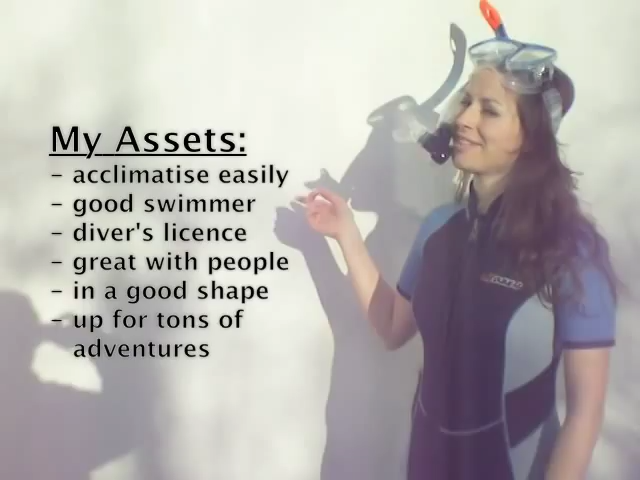 My Assets:
- acclimatise easily
- good swimmer
- diver's licence
- great with people
- in a good shape
- up for tons of
adventures